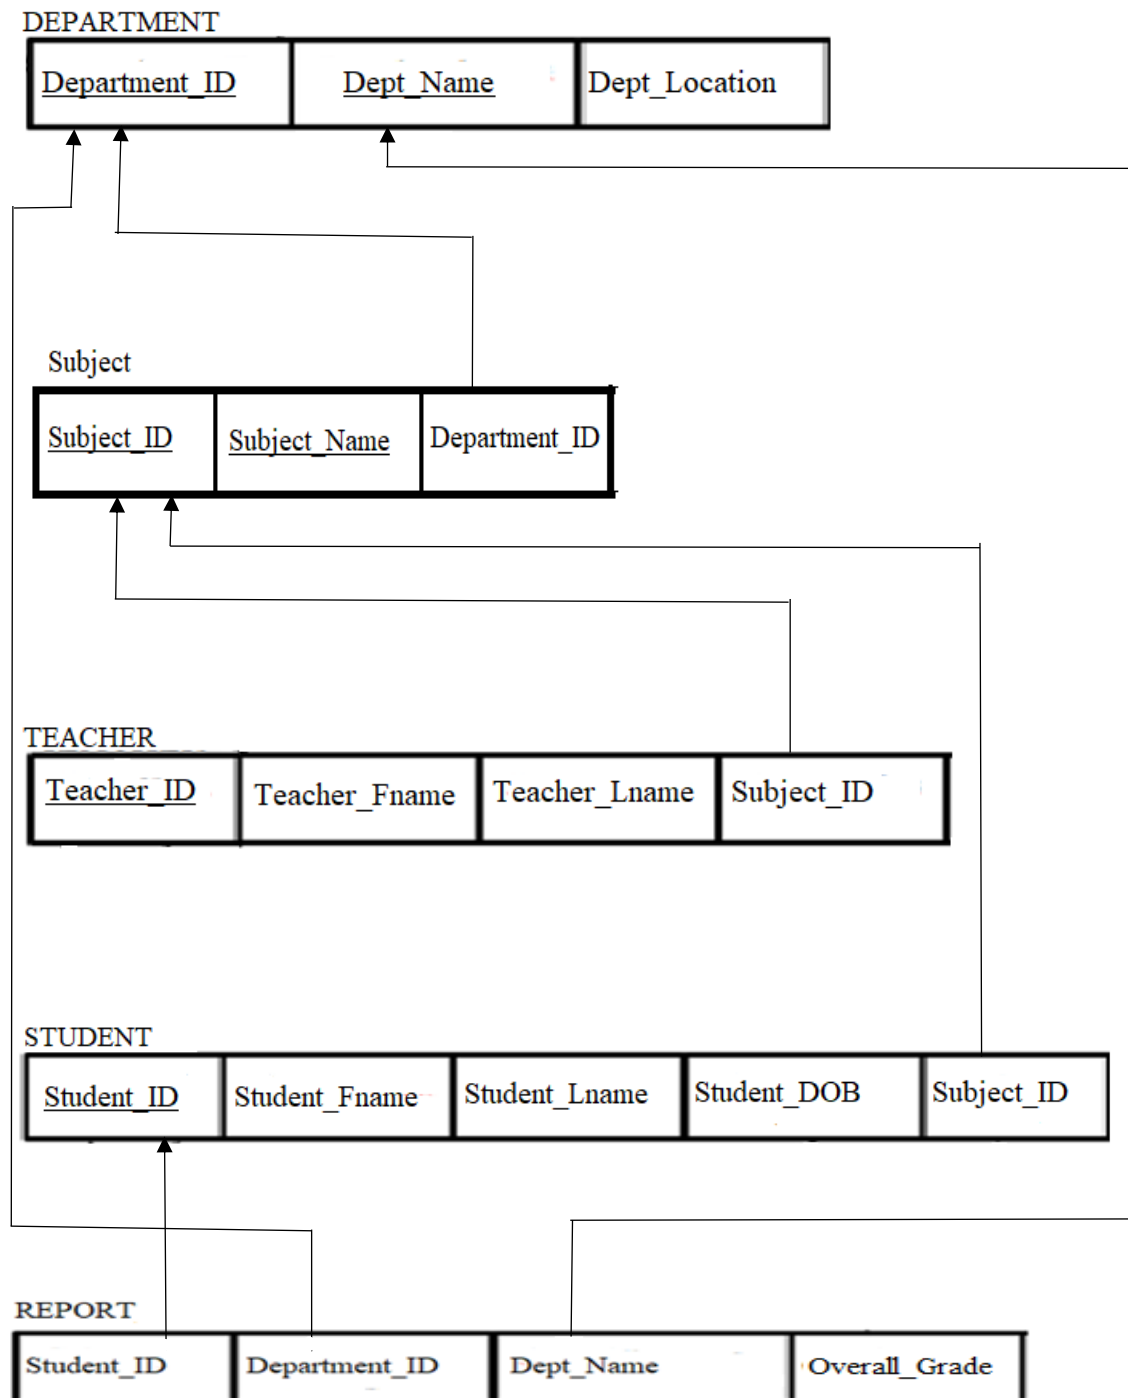 DEPARTMENT
Department_ID Dept_Name Dept_Location
Subject
Subject_ID Subject_Name Department_ID
TEACHER
Teacher_ID Teacher_Fname Teacher_Lname Subject_ID
STUDENT
Student_ID Student_Fname Student_Lname Student_DOB Subject_ID
REPORT
Student_ID Department_ID Dept_Name Overall_Grade